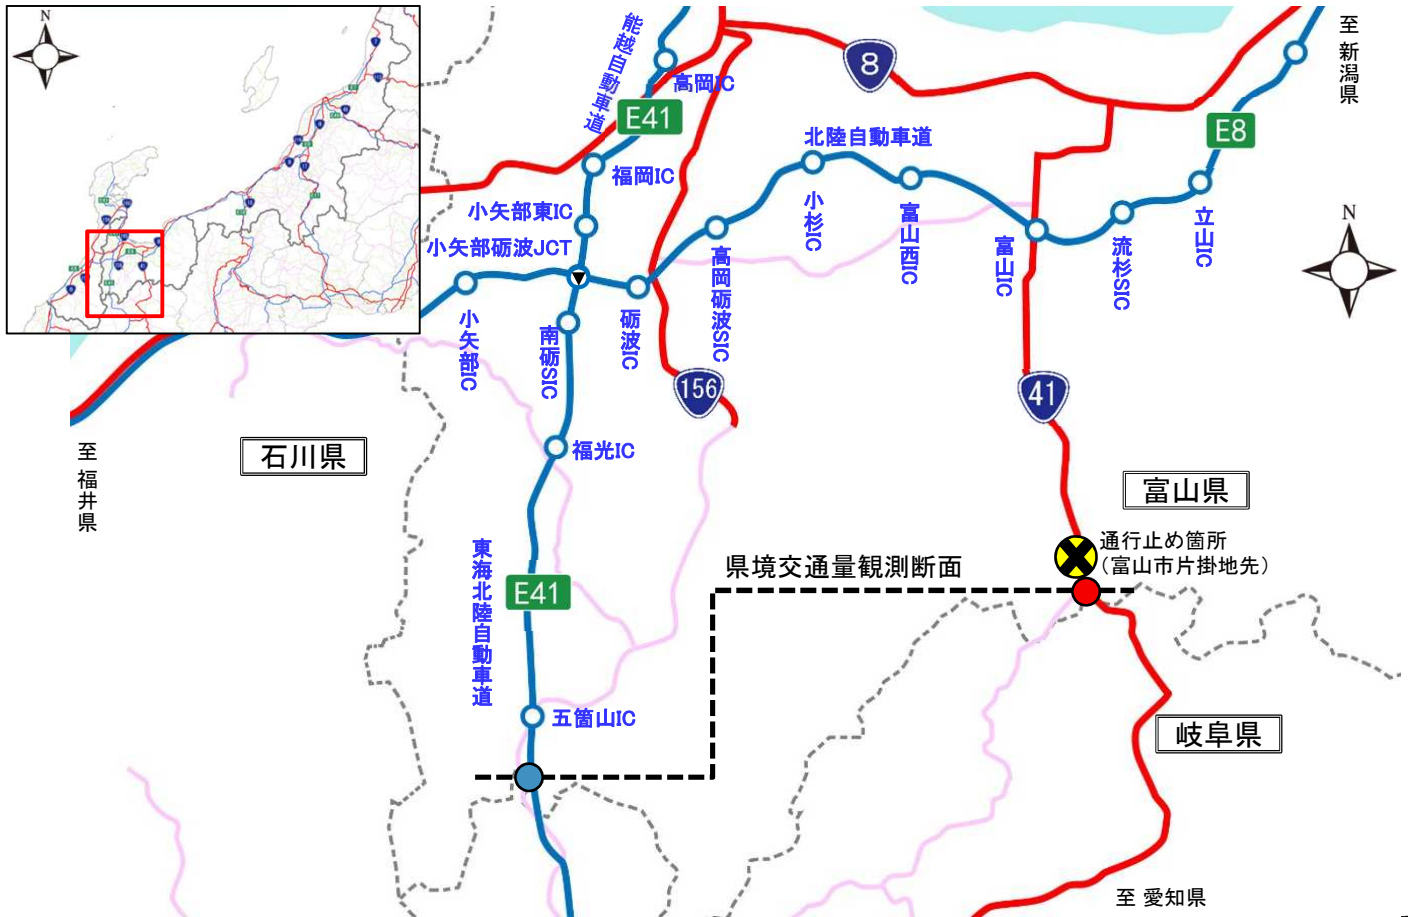 N
能越自動車道
高岡IC
E41
8
至 新潟県
E8
北陸自動車道
福岡IC
小矢部東IC
小矢部砺波JCT
小杉IC
富山西IC
立山IC
N
高岡砺波SIC
富山IC
流杉SIC
小矢部IC
南砺SIC
砺波IC
156
41
至 福井県
石川県
福光IC
富山県
通行止め箇所
（富山市片掛地先）
県境交通量観測断面
東海北陸自動車道
E41
五箇山IC
岐阜県
至 愛知県